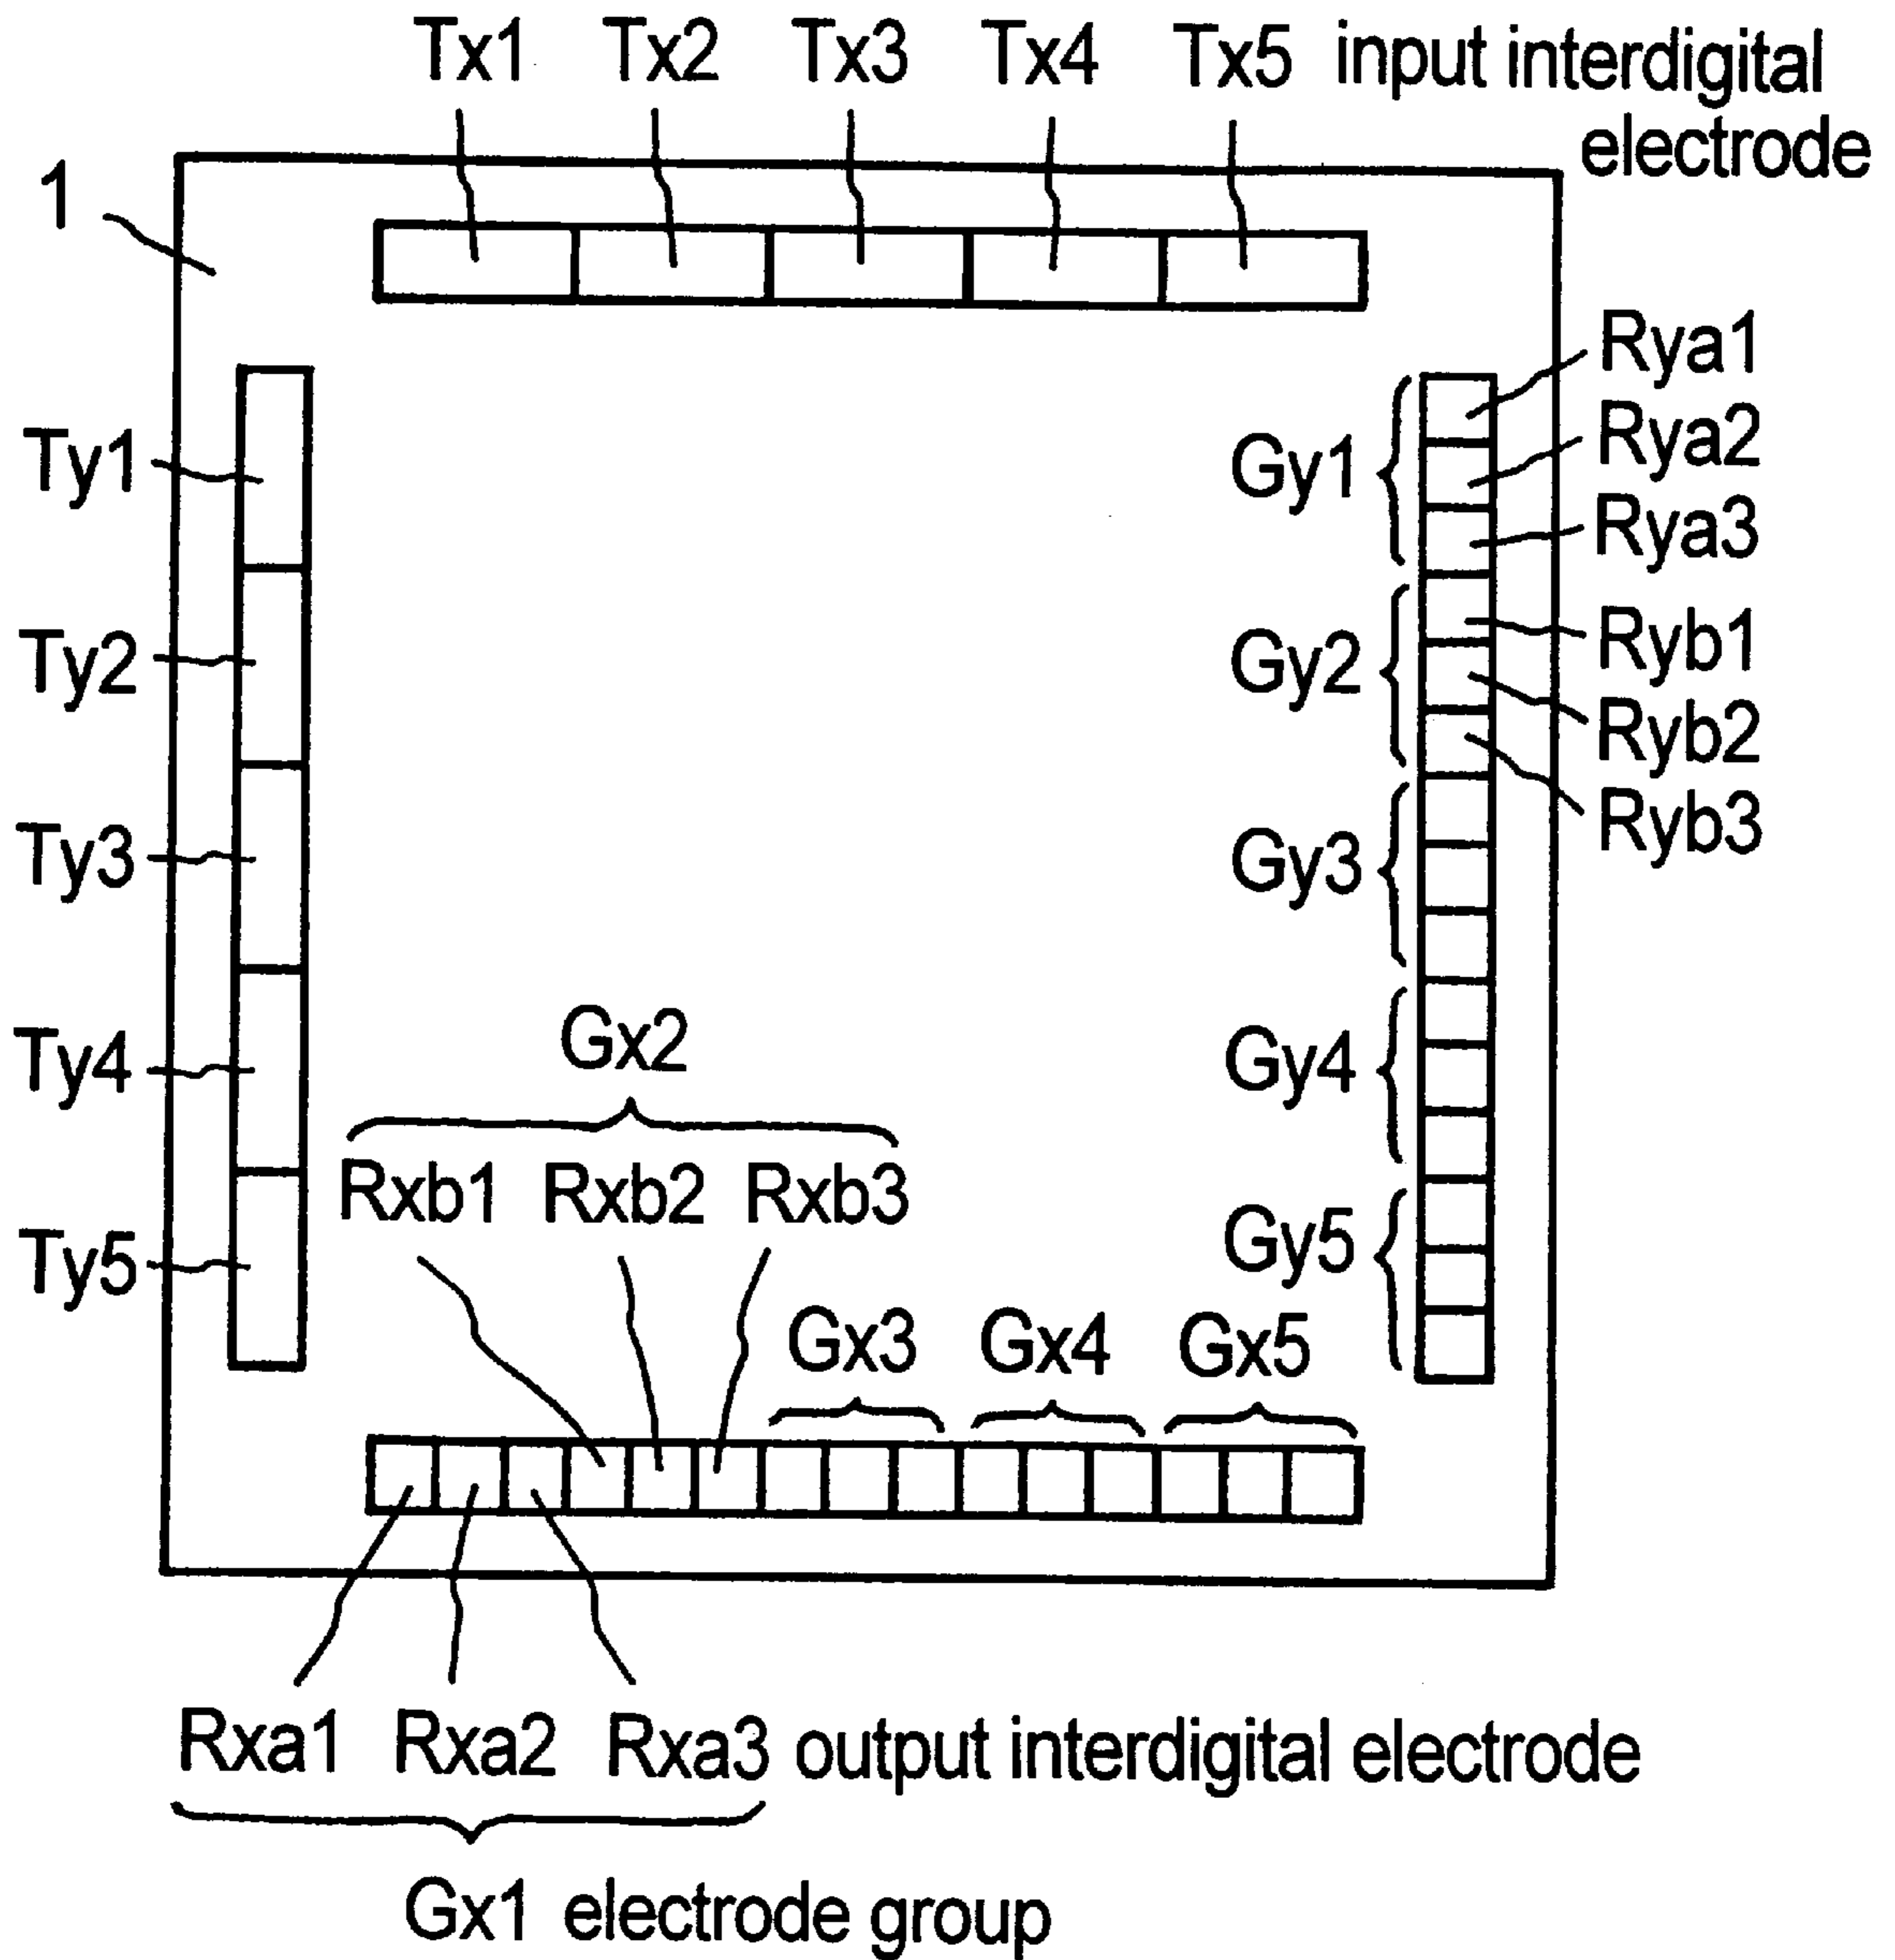 Tx1 Tx2 Tx3 Tx4 Tx5 input interdigital
electrode
1
Rya1
Rya2
Rya3
Gy1
Ty1
Ryb1
Ryb2
Ryb3
Gy2
Ty2
Gy3
Ty3
Gx2
Gy4
Ty4
Rxb1 Rxb2 Rxb3
Gy5
Ty5
Gx3 Gx4 Gx5
Rxa1 Rxa2 Rxa3 output interdigital electrode
Gx1 electrode group